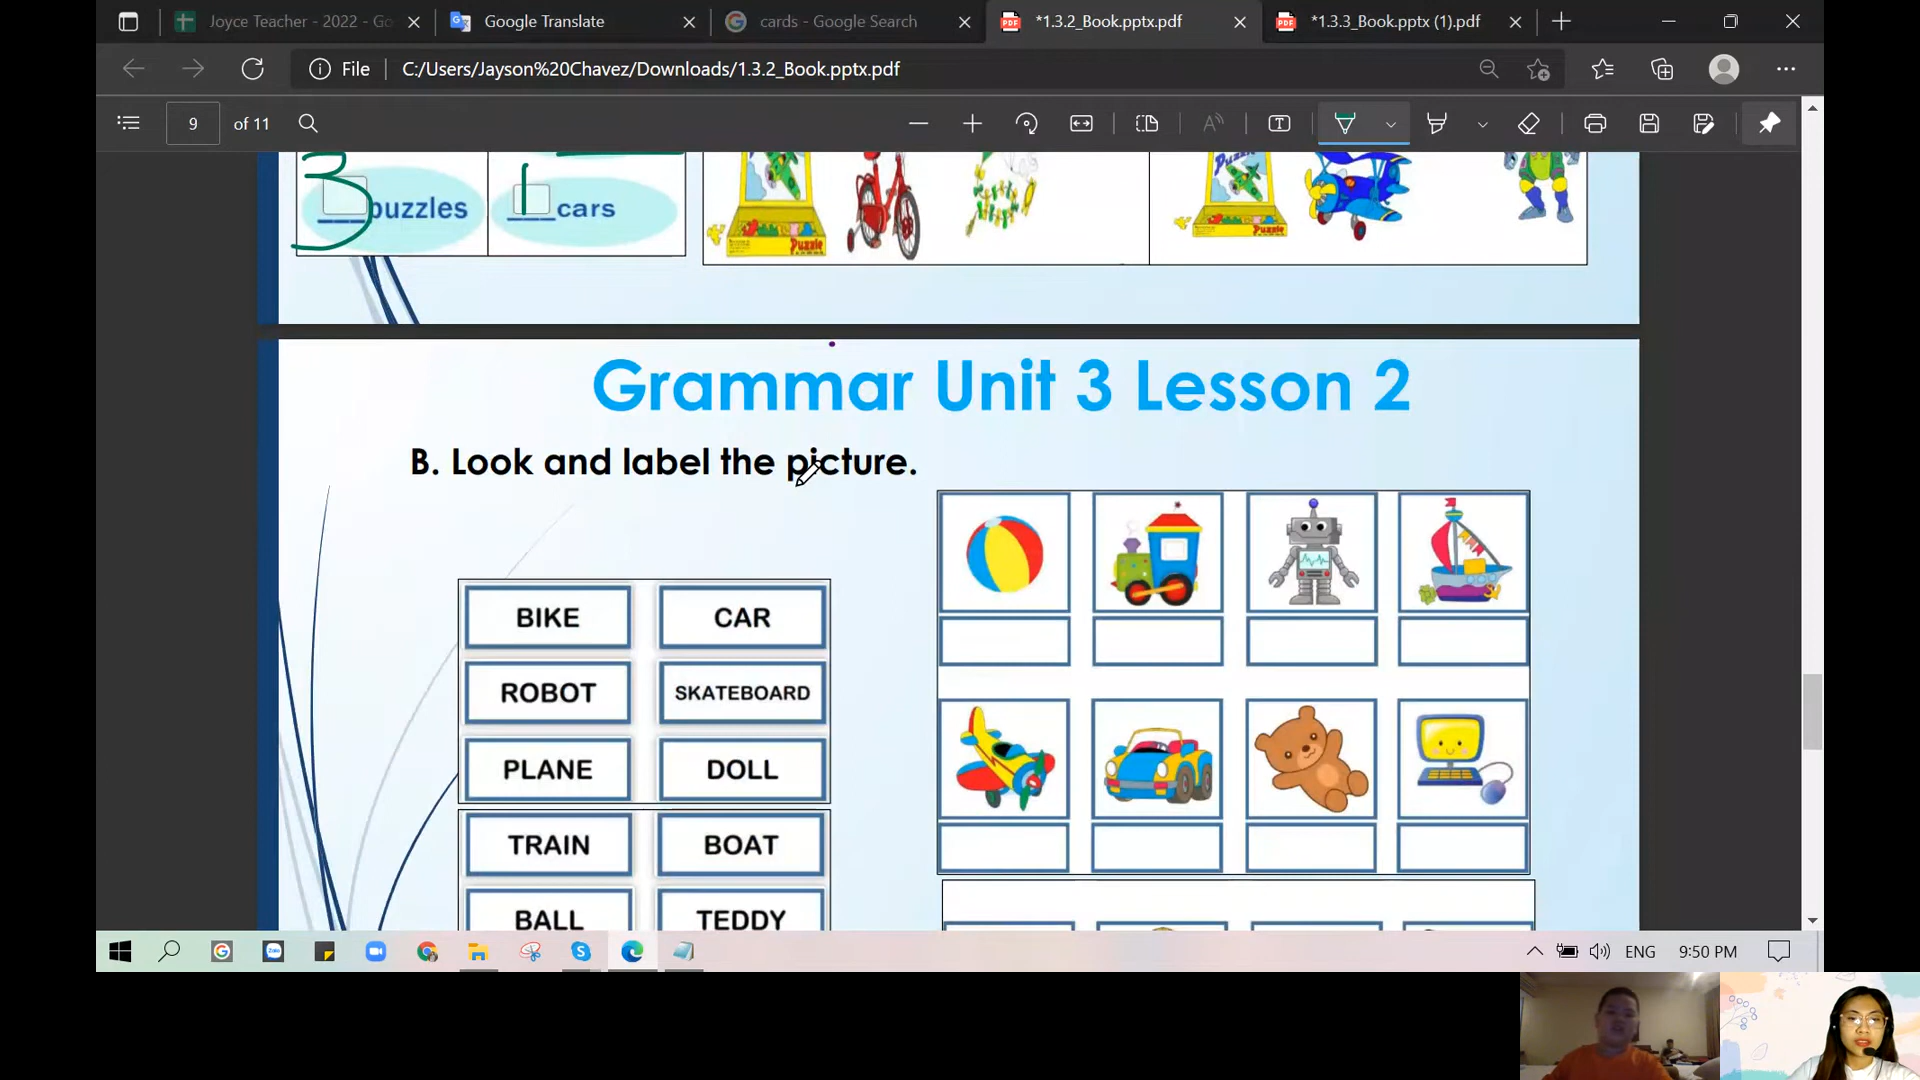 Joyce Teacher - 2022 - Go
Google Translate
cards - Google Search
*1.3.2_Book.pptx.pdf
*1.3.3_Book.pptx (1).pdf
File
C:/Users/Jayson%20Chavez/Downloads/1.3.2_Book.pptx.pdf
9 of 11
3 puzzles
1 cars
Puzzle
Puzzle
Grammar Unit 3 Lesson 2
B. Look and label the picture.
BIKE CAR
ROBOT SKATEBOARD
PLANE DOLL
TRAIN BOAT
BALL TEDDY
ENG
9:50 PM